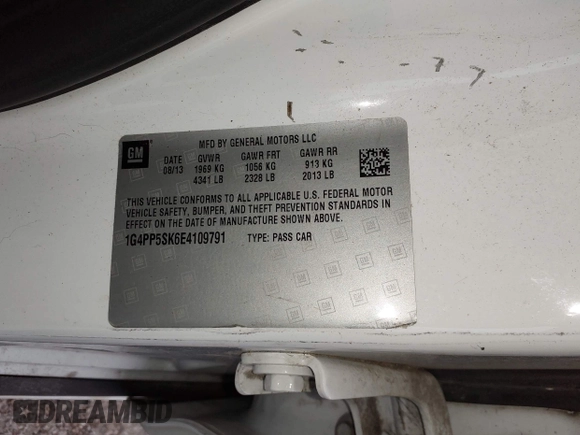 GM
MFD BY GENERAL MOTORS LLC
DATE GVWR GAWR FRT GAWR RR
08/13 1969 KG 1056 KG 913 KG
4341 LB 2328 LB 2013 LB
THIS VEHICLE CONFORMS TO ALL APPLICABLE U.S. FEDERAL MOTOR
VEHICLE SAFETY, BUMPER, AND THEFT PREVENTION STANDARDS IN
EFFECT ON THE DATE OF MANUFACTURE SHOWN ABOVE.
1G4PP5SK6E4109791 TYPE: PASS CAR
DREAMBID